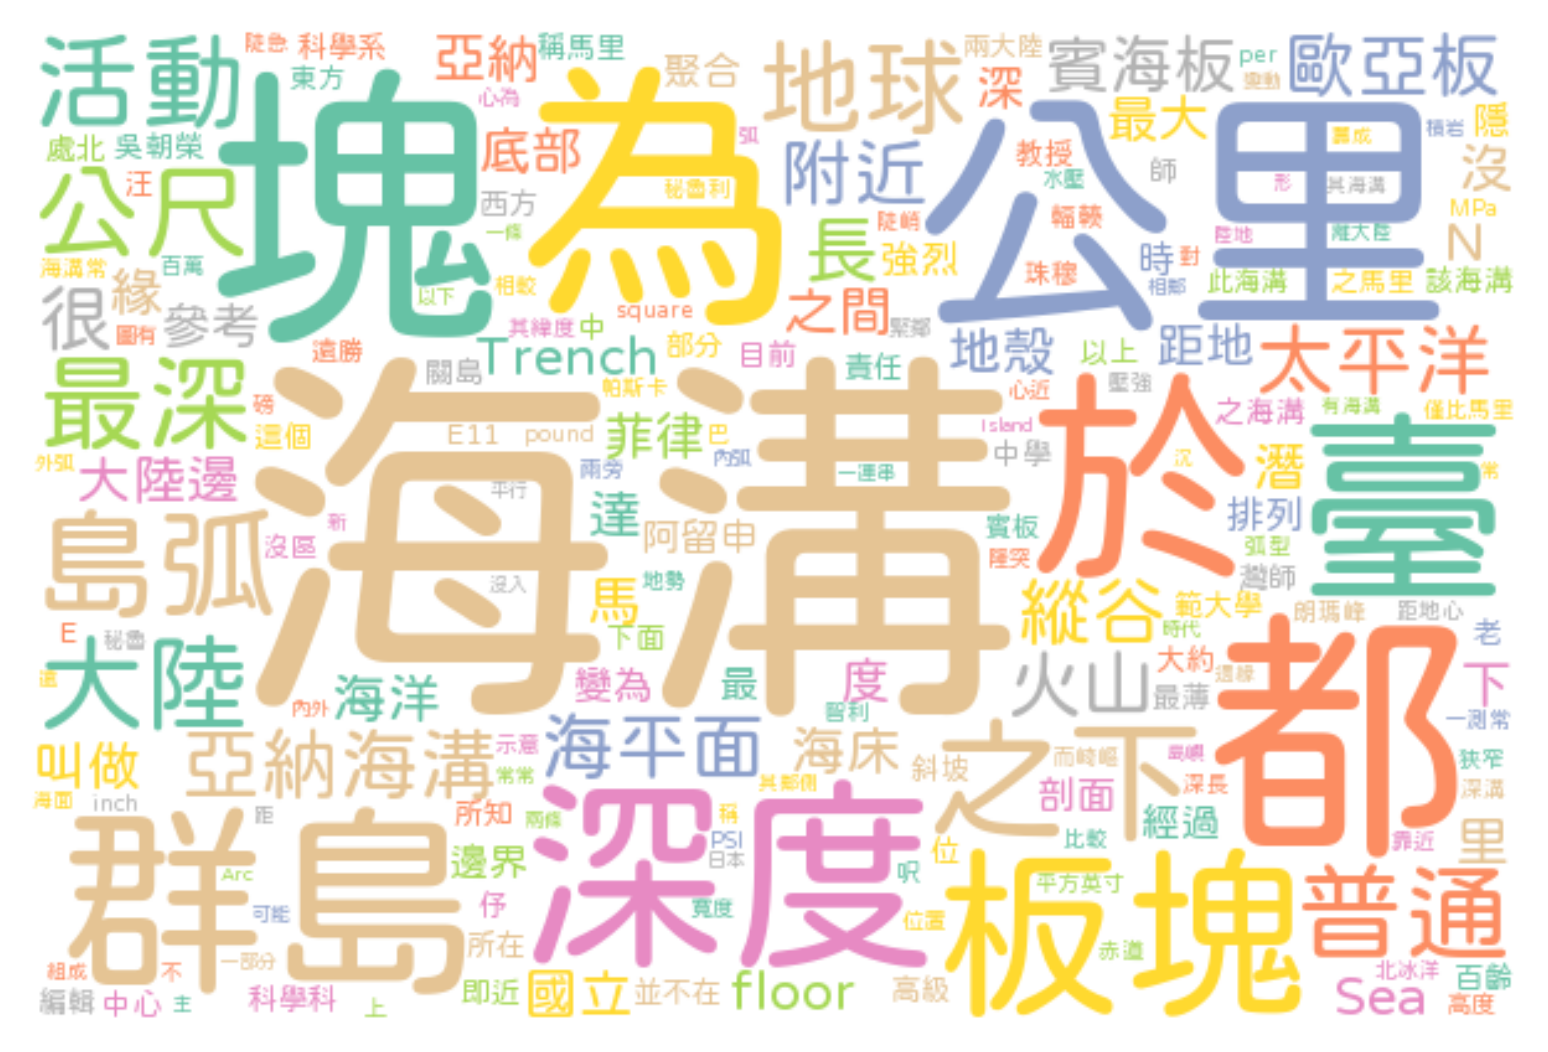 活動
陡急
科學系
東方
亞納
稱馬里
心為
聚合
地球
兩大陸
深
賓海板
per
變動
歐亞板
處北
吳朝榮
汪
塊
為
底部
弧
秘魯利
西方
一條
附近
公里
最大
教授
水壓
師
薑成
形
其海溝
積岩
隱
沒
MPa
公尺
海溝常
百萬
緣
很
參考
圖有
以下
相較
長
陡峭
強烈
輻轇
陸地
離大陸
N
珠穆
時
對
相鄰
此海溝
之馬里
該海溝
square
其緯度
中
之間
緊鄰
遠勝
關島
Trench
部分
目前
責任
地殼
以上
壓強
距地
太平洋
最深
磅
這個
帕斯卡
心近
Island
之海溝
有海溝
僅比馬里
海溝
E11
pound
菲律
巴
內弧
兩旁
一連串
中學
於
沉
潛
臺
常
外弧
大陸邊
平行
達
阿留申
賓板
排列
弧型
島弧
新
沒區
隆突
灣師
沒入
馬
地勢
下面
縱谷
時代
範大學
朗瑪峰
距地心
老
E
秘魯
大陸
遠
內外
海洋
變為
最
度
智利
火山
大約
這緣
最薄
都
下
一測常
叫做
亞納海溝
示意
常常
海平面
海床
其鄰側
斜坡
之下
而崎嶇
剖面
深長
經過
狹窄
深溝
海面
inch
距
所知
兩條
稱
PSI
日本
深度
比較
靠近
里
群島
Arc
邊界
呎
位
平方英寸
板塊
普通
可能
伃
寬度
位置
赤道
所在
一部分
組成
不
北冰洋
百齡
編輯
中心
主
科學科
上
即近
國立
並不在
floor
高級
Sea
高度